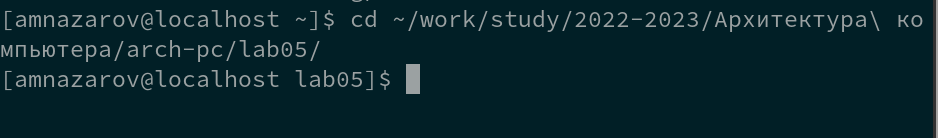 [amnazarov@localhost ~]$ cd ~/work/study/2022-2023/Архитектура\ ко
мпьютера/arch-pc/lab05/
[amnazarov@localhost lab05]$